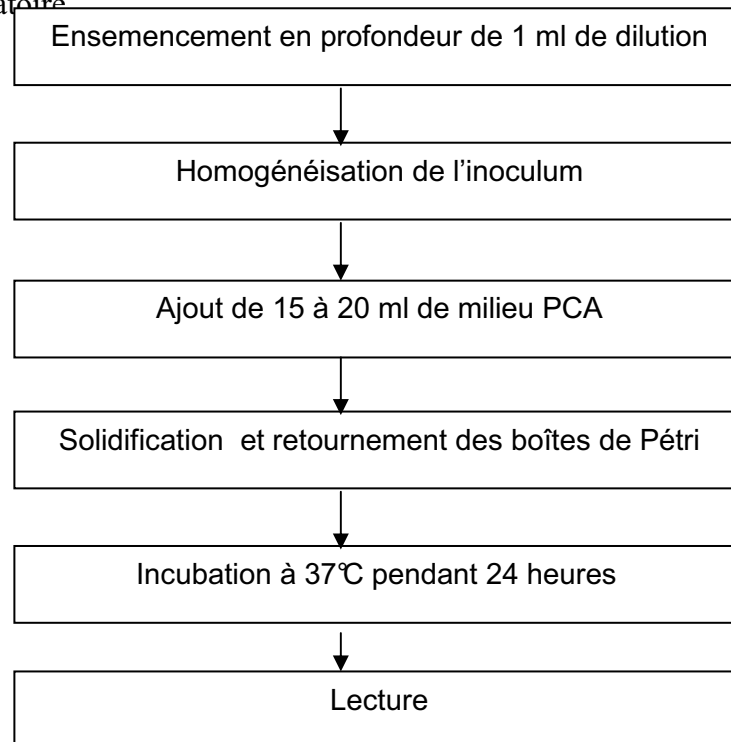 Ensemencement en profondeur de 1 ml de dilution
Homogénéisation de l’inoculum
Ajout de 15 à 20 ml de milieu PCA
Solidification et retournement des boîtes de Pétri
Incubation à 37°C pendant 24 heures
Lecture